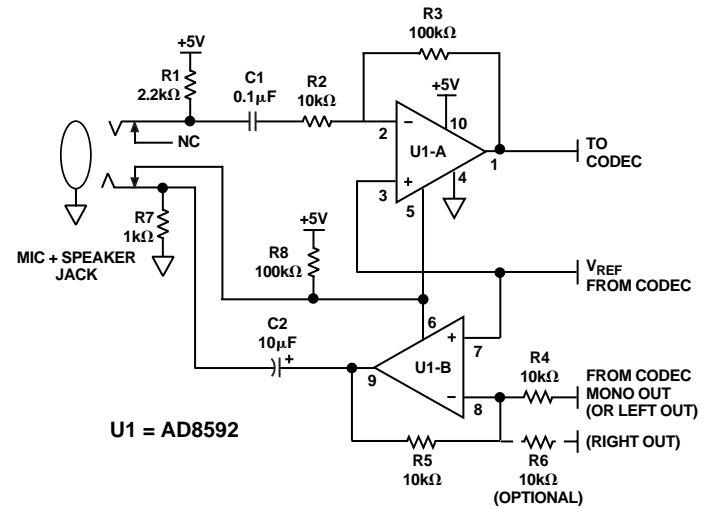 R3
100kΩ
+5V
R1
2.2kΩ
C1
0.1μF
R2
10kΩ
+5V
NC
2
–
10
U1-A
1
TO
CODEC
+
3
4
5
R7
1kΩ
+5V
R8
100kΩ
MIC + SPEAKER
JACK
VREF
FROM CODEC
C2
10μF
+
6
+
7
9
U1-B
–
8
R4
10kΩ
FROM CODEC
MONO OUT
(OR LEFT OUT)
U1 = AD8592
R5
10kΩ
R6
10kΩ
(OPTIONAL)
(RIGHT OUT)